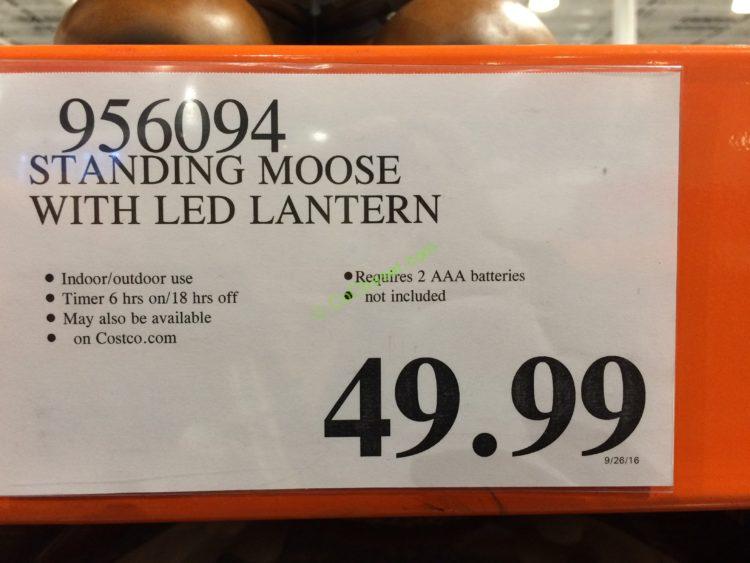 956094
STANDING MOOSE
WITH LED LANTERN
• Indoor/outdoor use
• Timer 6 hrs on/18 hrs off
• May also be available
• on Costco.com
• Requires 2 AAA batteries
• not included
49.99
9/26/16